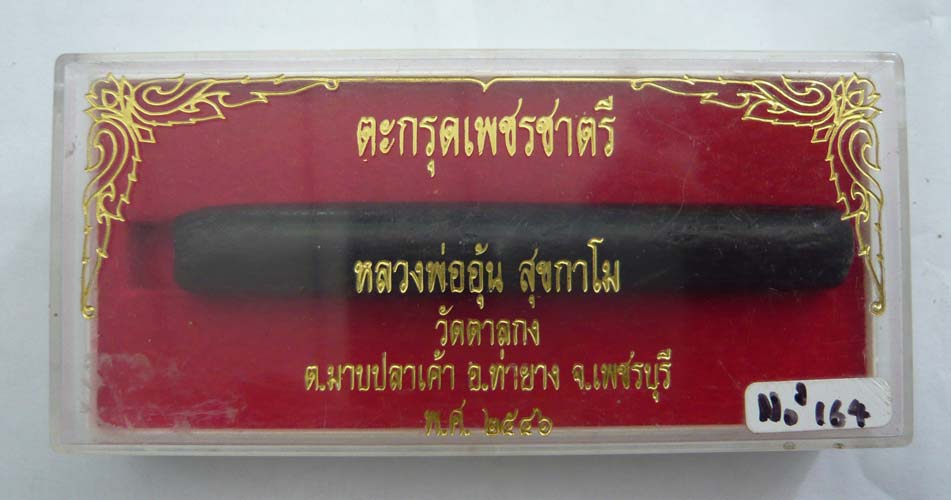 ตะกรุดเพชรชาตรี
หลวงพ่ออุ้น สุขกาโม
วัดตาลกง
ต.มาบปลาเค้า อ.ท่ายาง จ.เพชรบุรี
พ.ศ. ๒๕๔๖
No 164